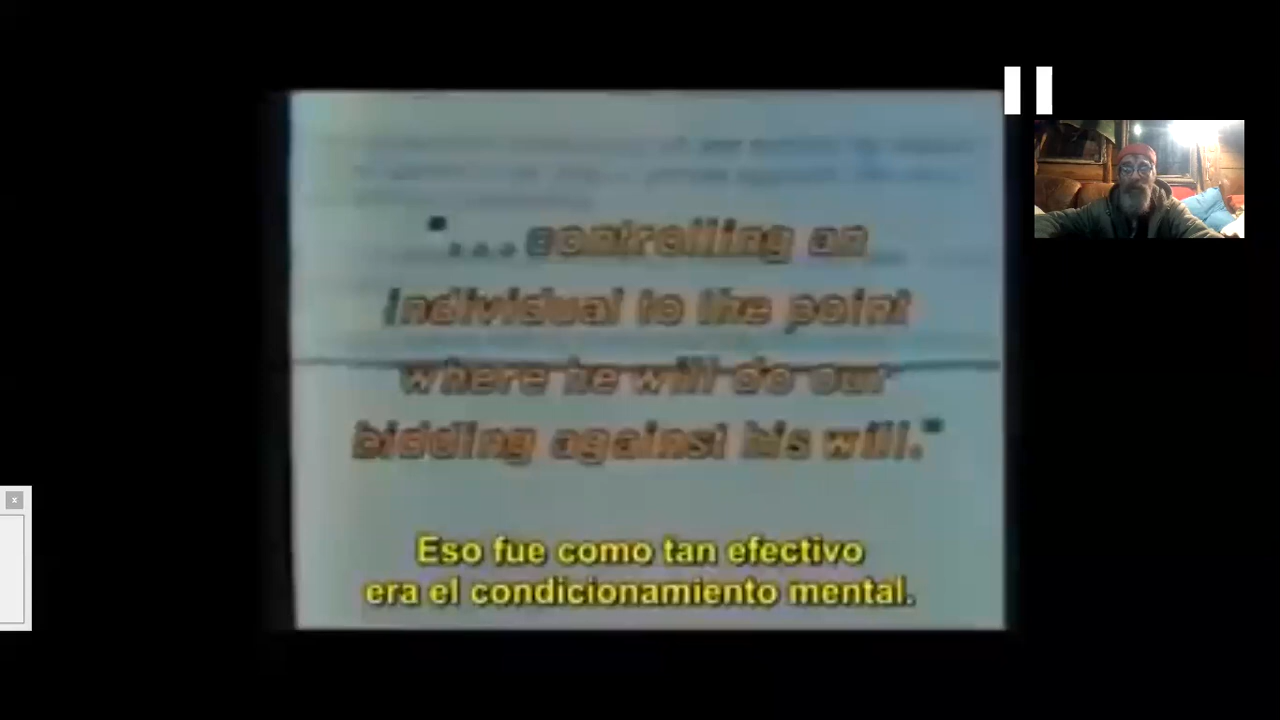 "...controlling an
individual to the point
where he will do our
bidding against his will."
Eso fue como tan efectivo
era el condicionamiento mental.
x